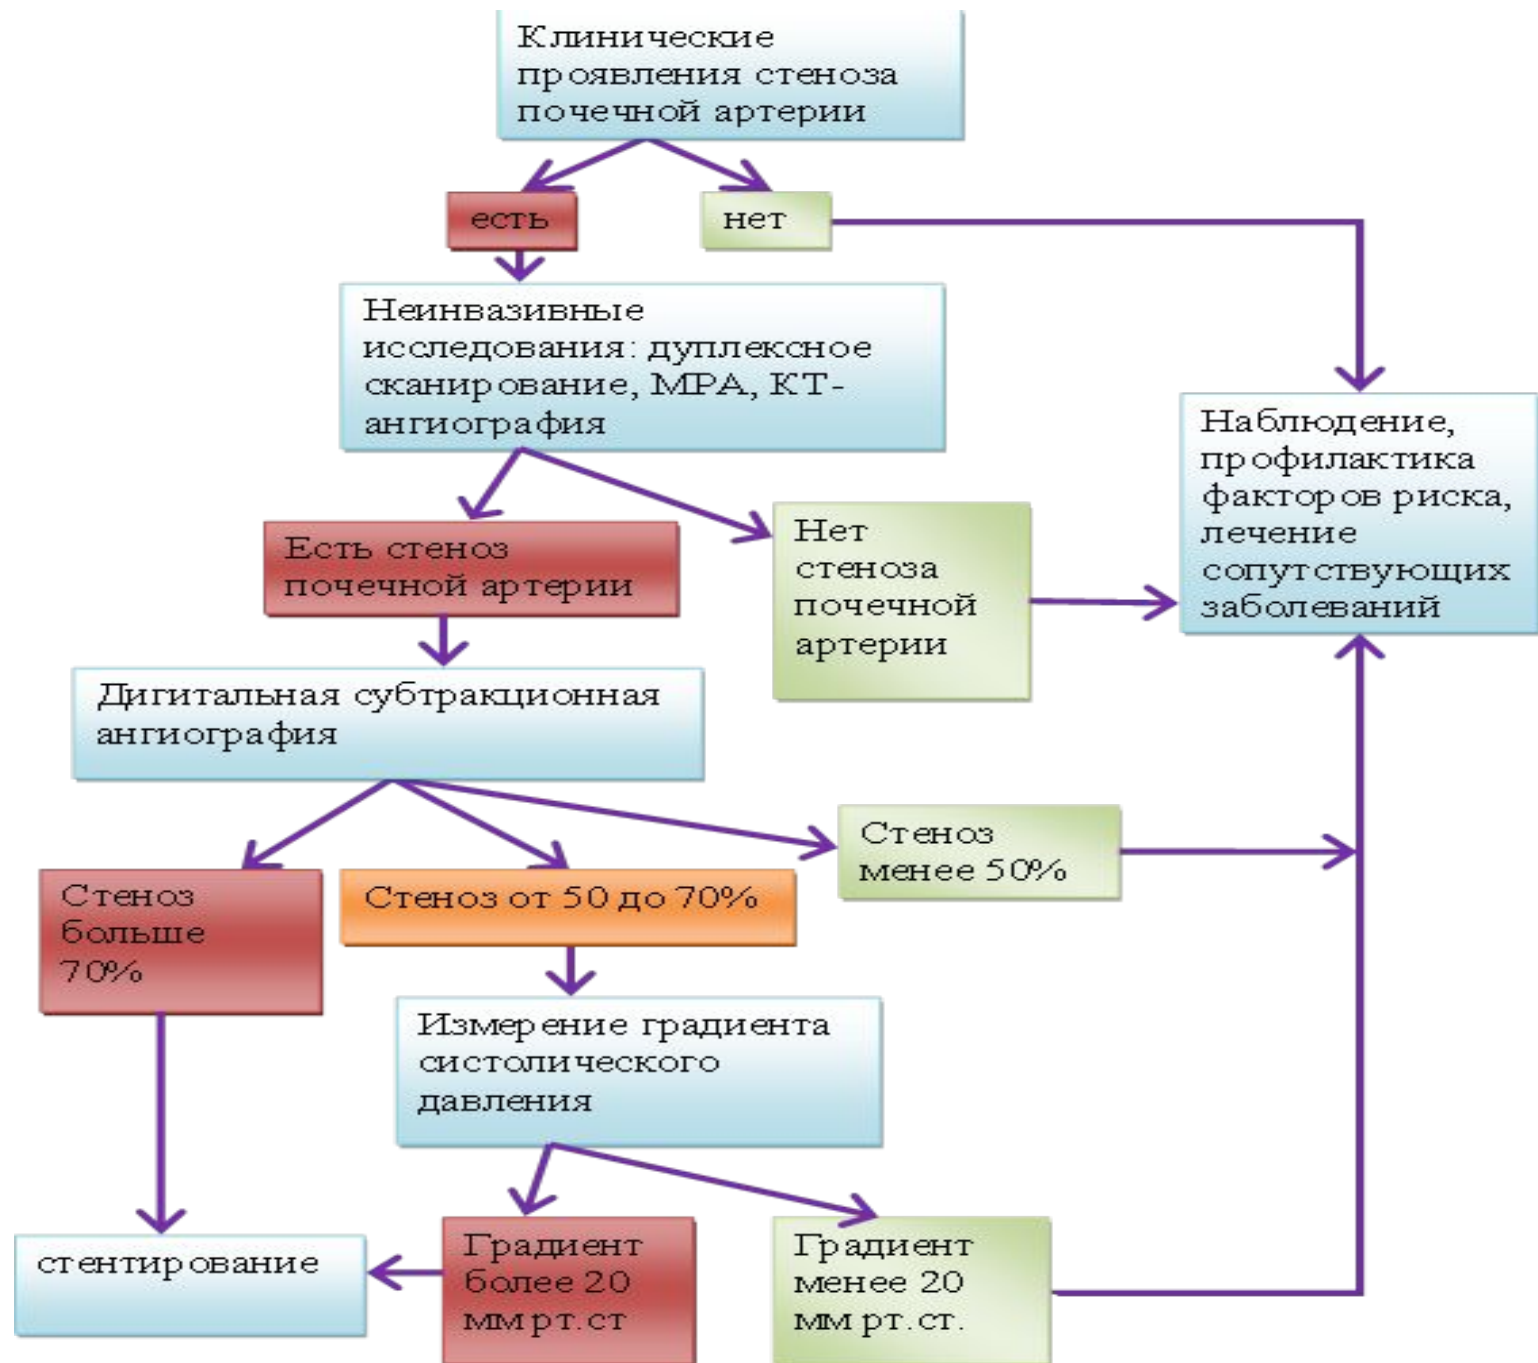 Клинические
проявления стеноза
почечной артерии
есть
нет
Неинвазивные
исследования: дуплексное
сканирование, МРА, КТ-
ангиография
Наблюдение,
профилактика
факторов риска,
лечение
сопутствующих
заболеваний
Есть стеноз
почечной артерии
Нет
стеноза
почечной
артерии
Дигитальная субтракционная
ангиография
Стеноз
менее 50%
Стеноз
больше
70%
Стеноз от 50 до 70%
Измерение градиента
систолического
давления
стентирование
Градиент
более 20
мм рт.ст
Градиент
менее 20
мм рт.ст.